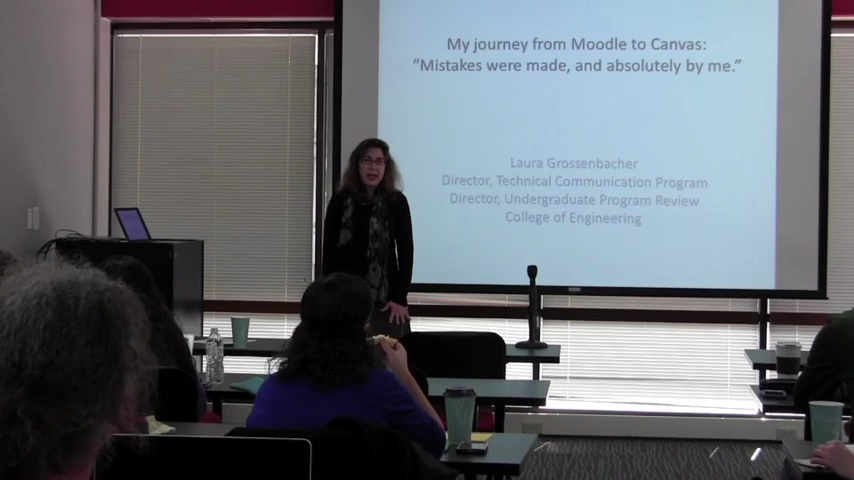 My journey from Moodle to Canvas:
“Mistakes were made, and absolutely by me.”
Laura Grossenbacher
Director, Technical Communication Program
Director, Undergraduate Program Review
College of Engineering